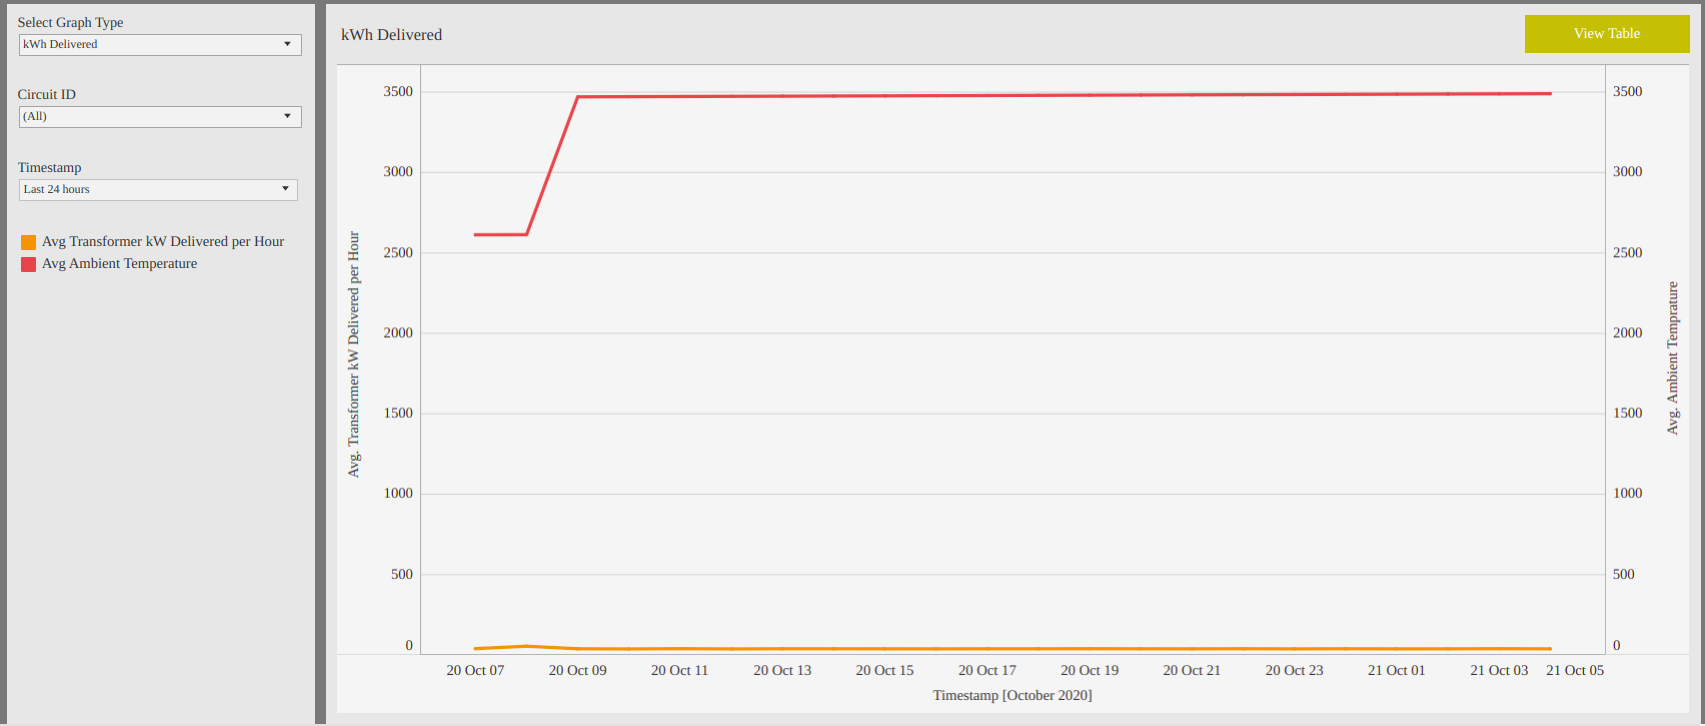 Select Graph Type
kWh Delivered
Circuit ID
(All)
Timestamp
Last 24 hours
Avg Transformer kW Delivered per Hour
Avg Ambient Temperature
kWh Delivered
View Table
Avg. Transformer kW Delivered per Hour
3500
3000
2500
2000
1500
1000
500
0
3500
3000
2500
2000
1500
1000
500
0
Avg. Ambient Temprature
20 Oct 07 20 Oct 09 20 Oct 11 20 Oct 13 20 Oct 15 20 Oct 17 20 Oct 19 20 Oct 21 20 Oct 23 21 Oct 01 21 Oct 03 21 Oct 05
Timestamp [October 2020]